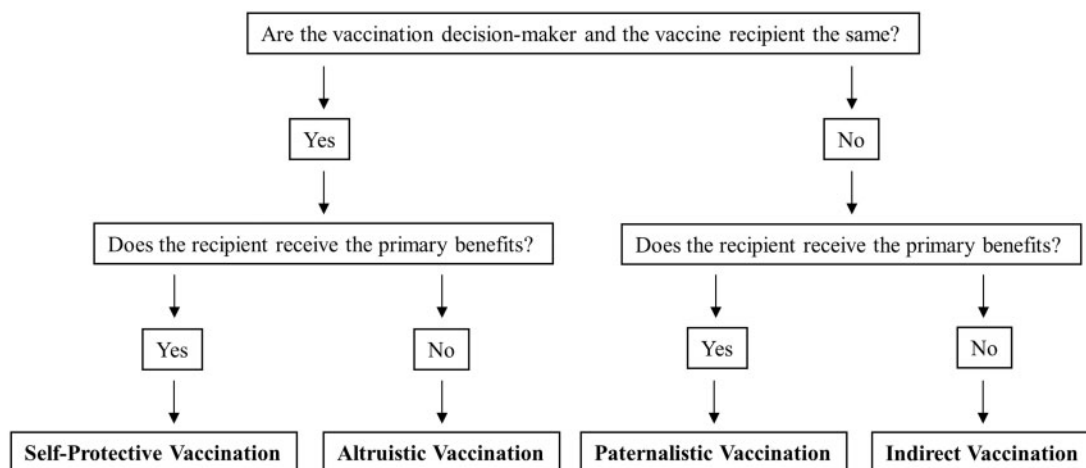 Are the vaccination decision-maker and the vaccine recipient the same?
Yes
No
Does the recipient receive the primary benefits?
Does the recipient receive the primary benefits?
Yes
No
Yes
No
Self-Protective Vaccination
Altruistic Vaccination
Paternalistic Vaccination
Indirect Vaccination